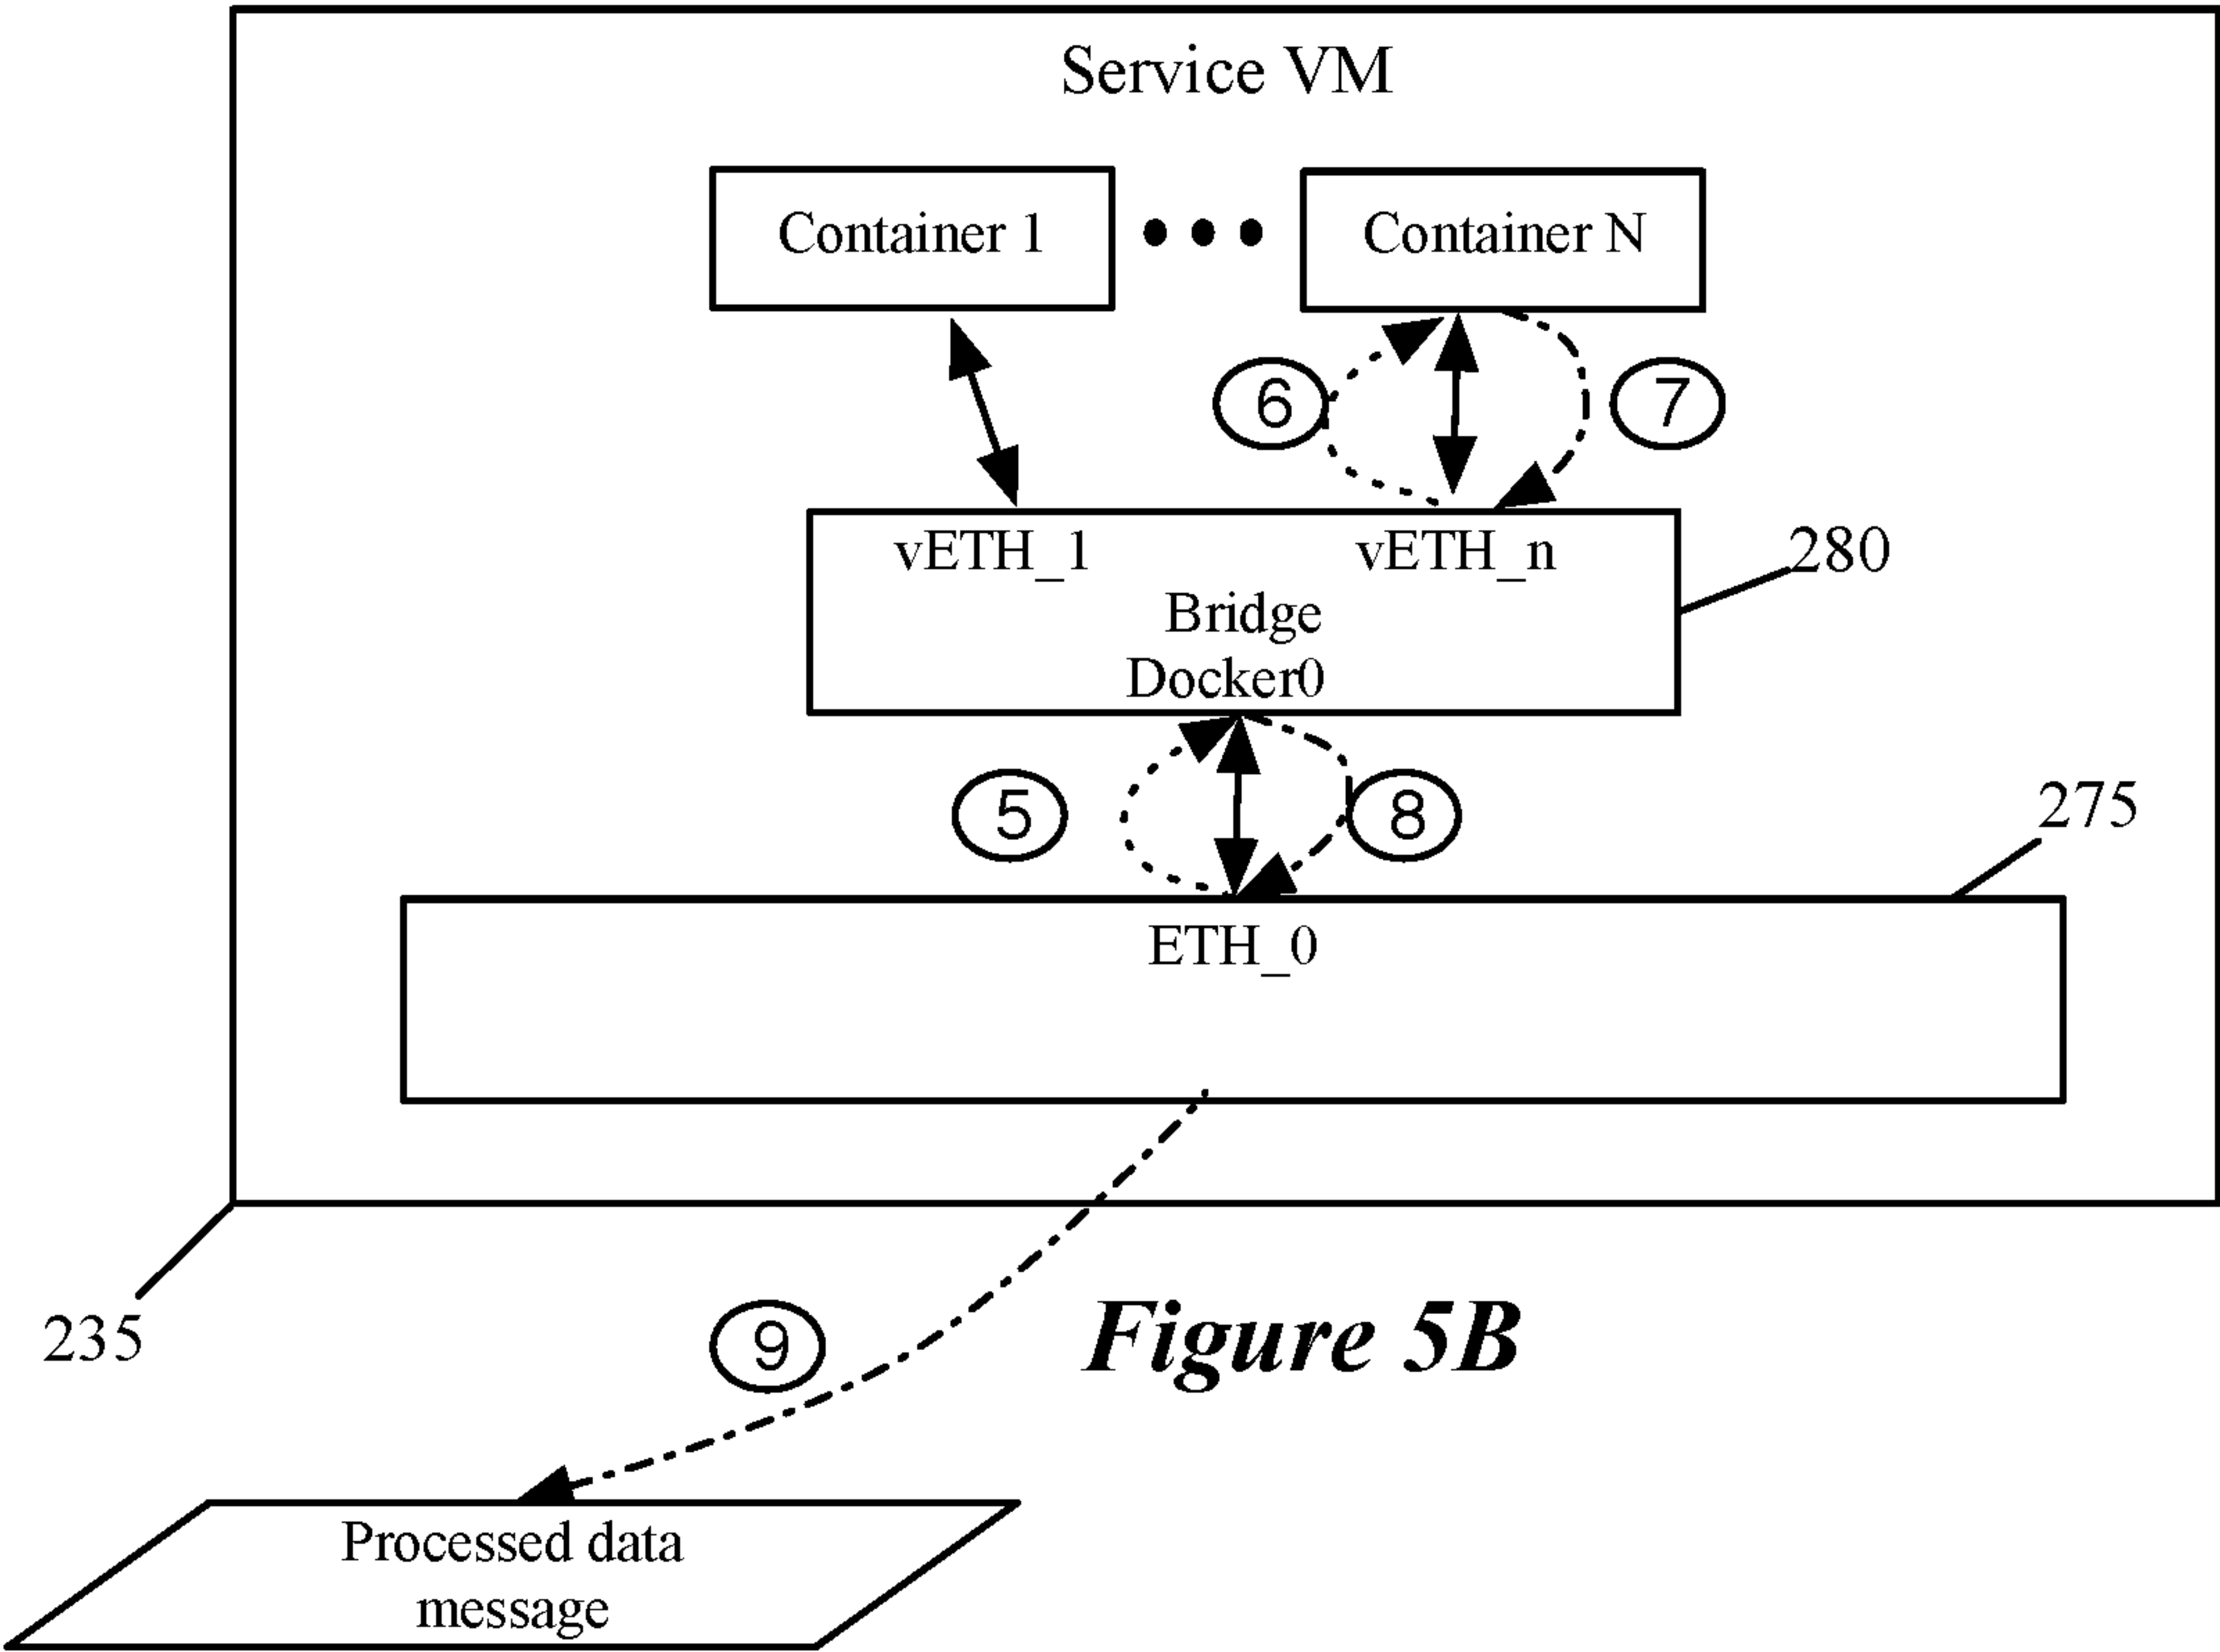 Service VM
Container 1
Container N
6
7
vETH_1
vETH_n
280
Bridge
Docker0
5
8
275
ETH_0
235
9
Figure 5B
Processed data
message